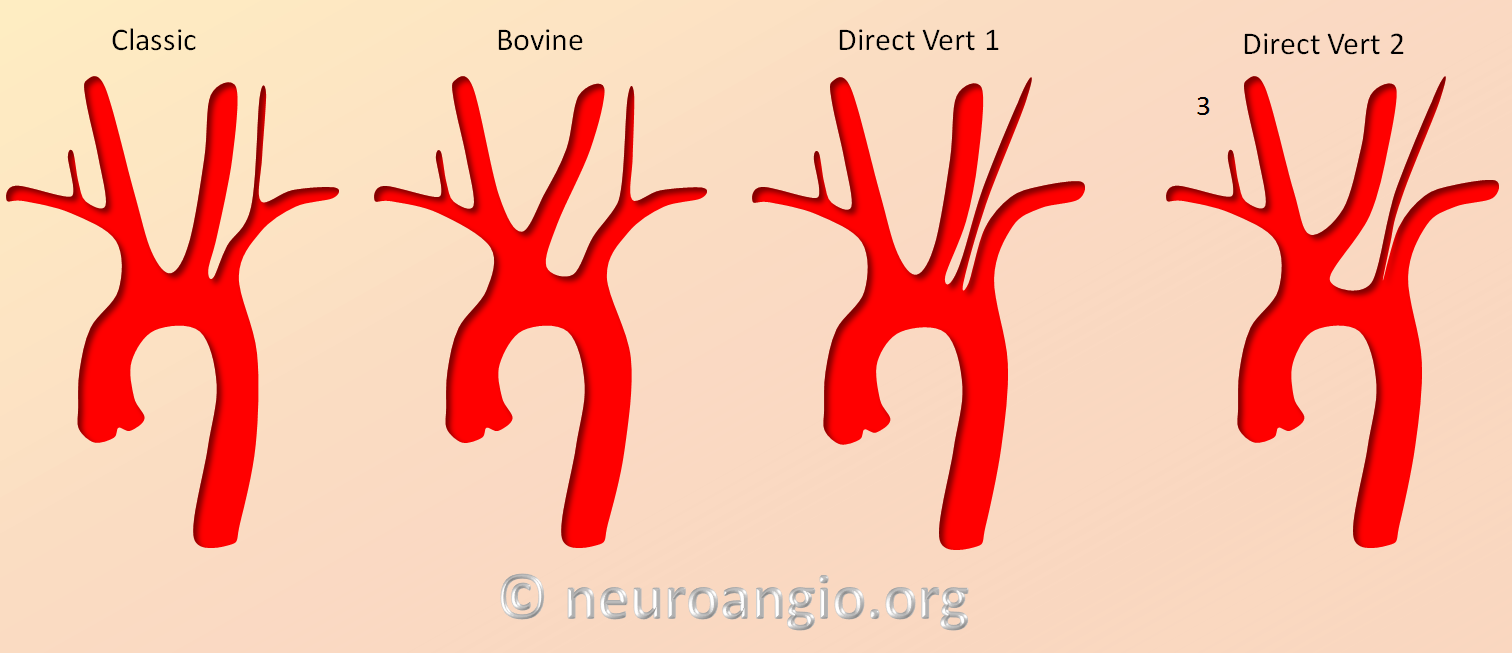 Classic
Bovine
Direct Vert 1
Direct Vert 2
3
© neuroangio.org